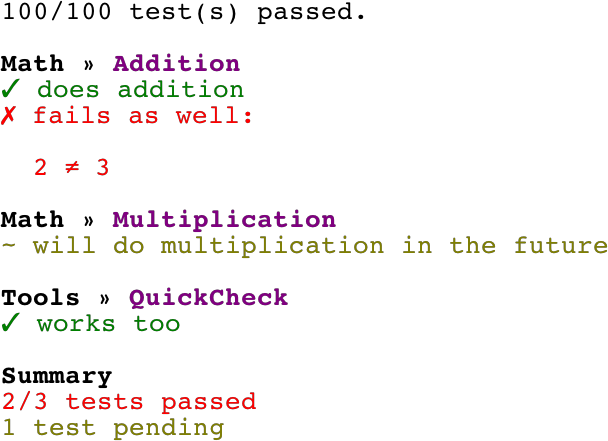 100/100 test(s) passed.
Math » Addition
✓ does addition
✗ fails as well:
2 ≠ 3
Math » Multiplication
~ will do multiplication in the future
Tools » QuickCheck
✓ works too
Summary
2/3 tests passed
1 test pending